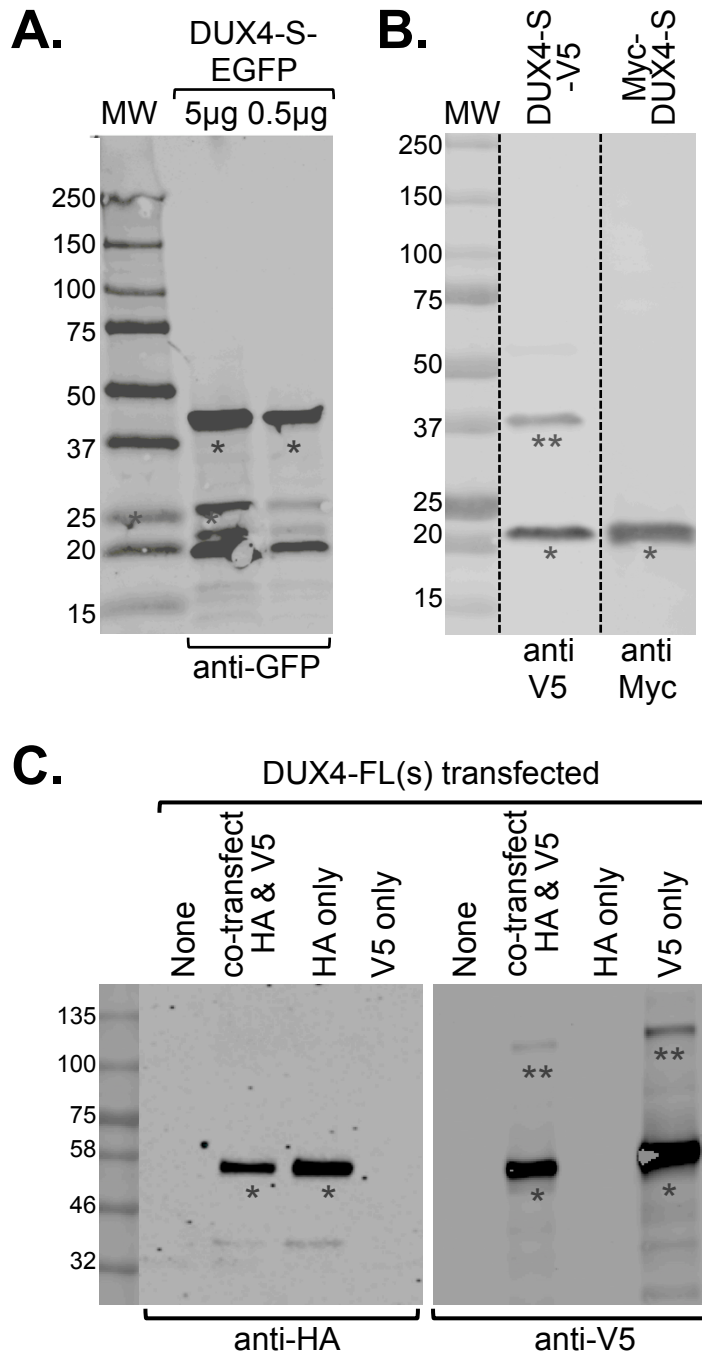 A.
DUX4-S-
EGFP
MW 5µg 0.5µg
250
150
100
75
50
37
25 * * * *
20
15
anti-GFP
B.
MW
DUX4-S
-V5
Myc-
DUX4-S
250
150
100
75
50
37
**
25
20
* *
15
anti
V5
anti
Myc
C.
DUX4-FL(s) transfected
None
co-transfect
HA & V5
HA only
V5 only
None
co-transfect
HA & V5
HA only
V5 only
135
100
75
58
46
32
** **
* * * *
anti-HA
anti-V5